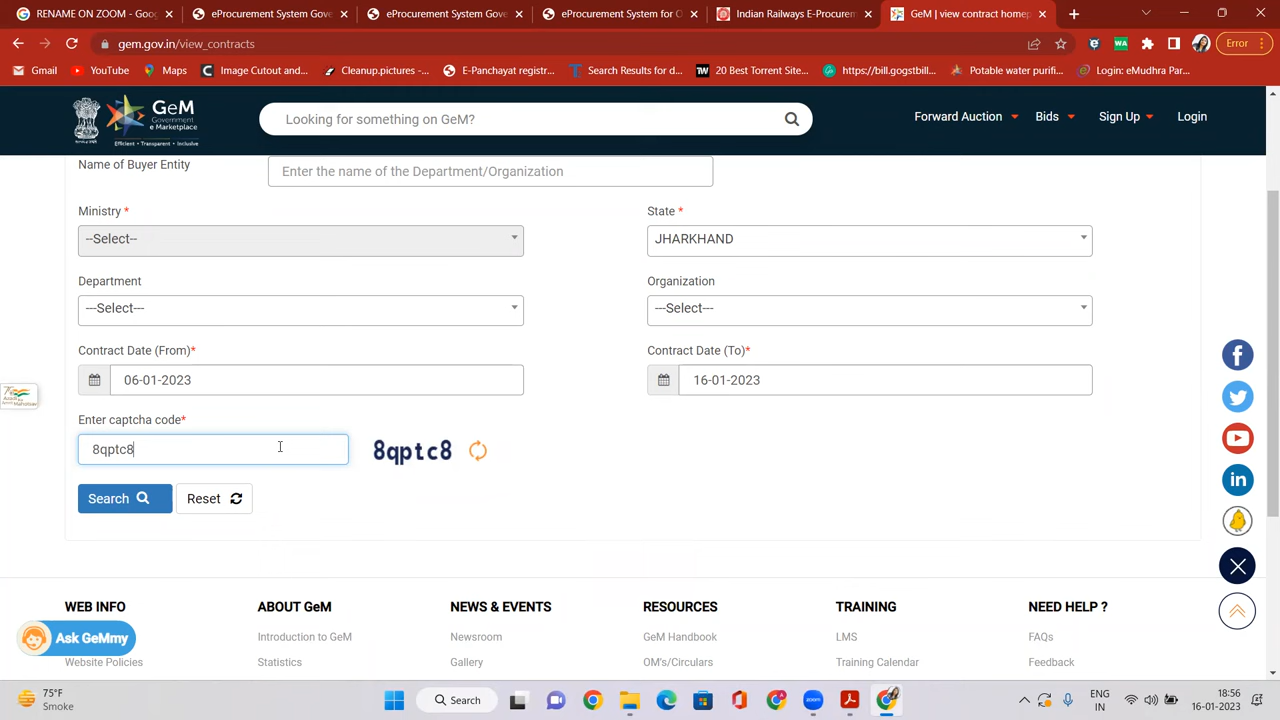 RENAME ON ZOOM - Goog
eProcurement System Gover
eProcurement System Gove
eProcurement System for O
Indian Railways E-Procurem
GeM | view contract homep
gem.gov.in/view_contracts
Error
Gmail
YouTube
Maps
Image Cutout and...
Cleanup.pictures -...
E-Panchayat registr...
Search Results for d...
20 Best Torrent Site...
https://bill.gogstbill...
Potable water purifi...
Login: eMudhra Par...
GeM
Government
e Marketplace
Efficient • Transparent • Inclusive
Looking for something on GeM?
Forward Auction
Bids
Sign Up
Login
Name of Buyer Entity
Enter the name of the Department/Organization
Ministry *
State *
--Select--
JHARKHAND
Department
Organization
---Select---
---Select---
Contract Date (From)*
Contract Date (To)*
06-01-2023
16-01-2023
Enter captcha code*
8qptc8
8qptc8
Search
Reset
WEB INFO
ABOUT GeM
NEWS & EVENTS
RESOURCES
TRAINING
NEED HELP ?
Ask GeMmy
Introduction to GeM
Newsroom
GeM Handbook
LMS
FAQs
Website Policies
Statistics
Gallery
OM's/Circulars
Training Calendar
Feedback
75°F
Smoke
Search
ENG
IN
18:56
16-01-2023